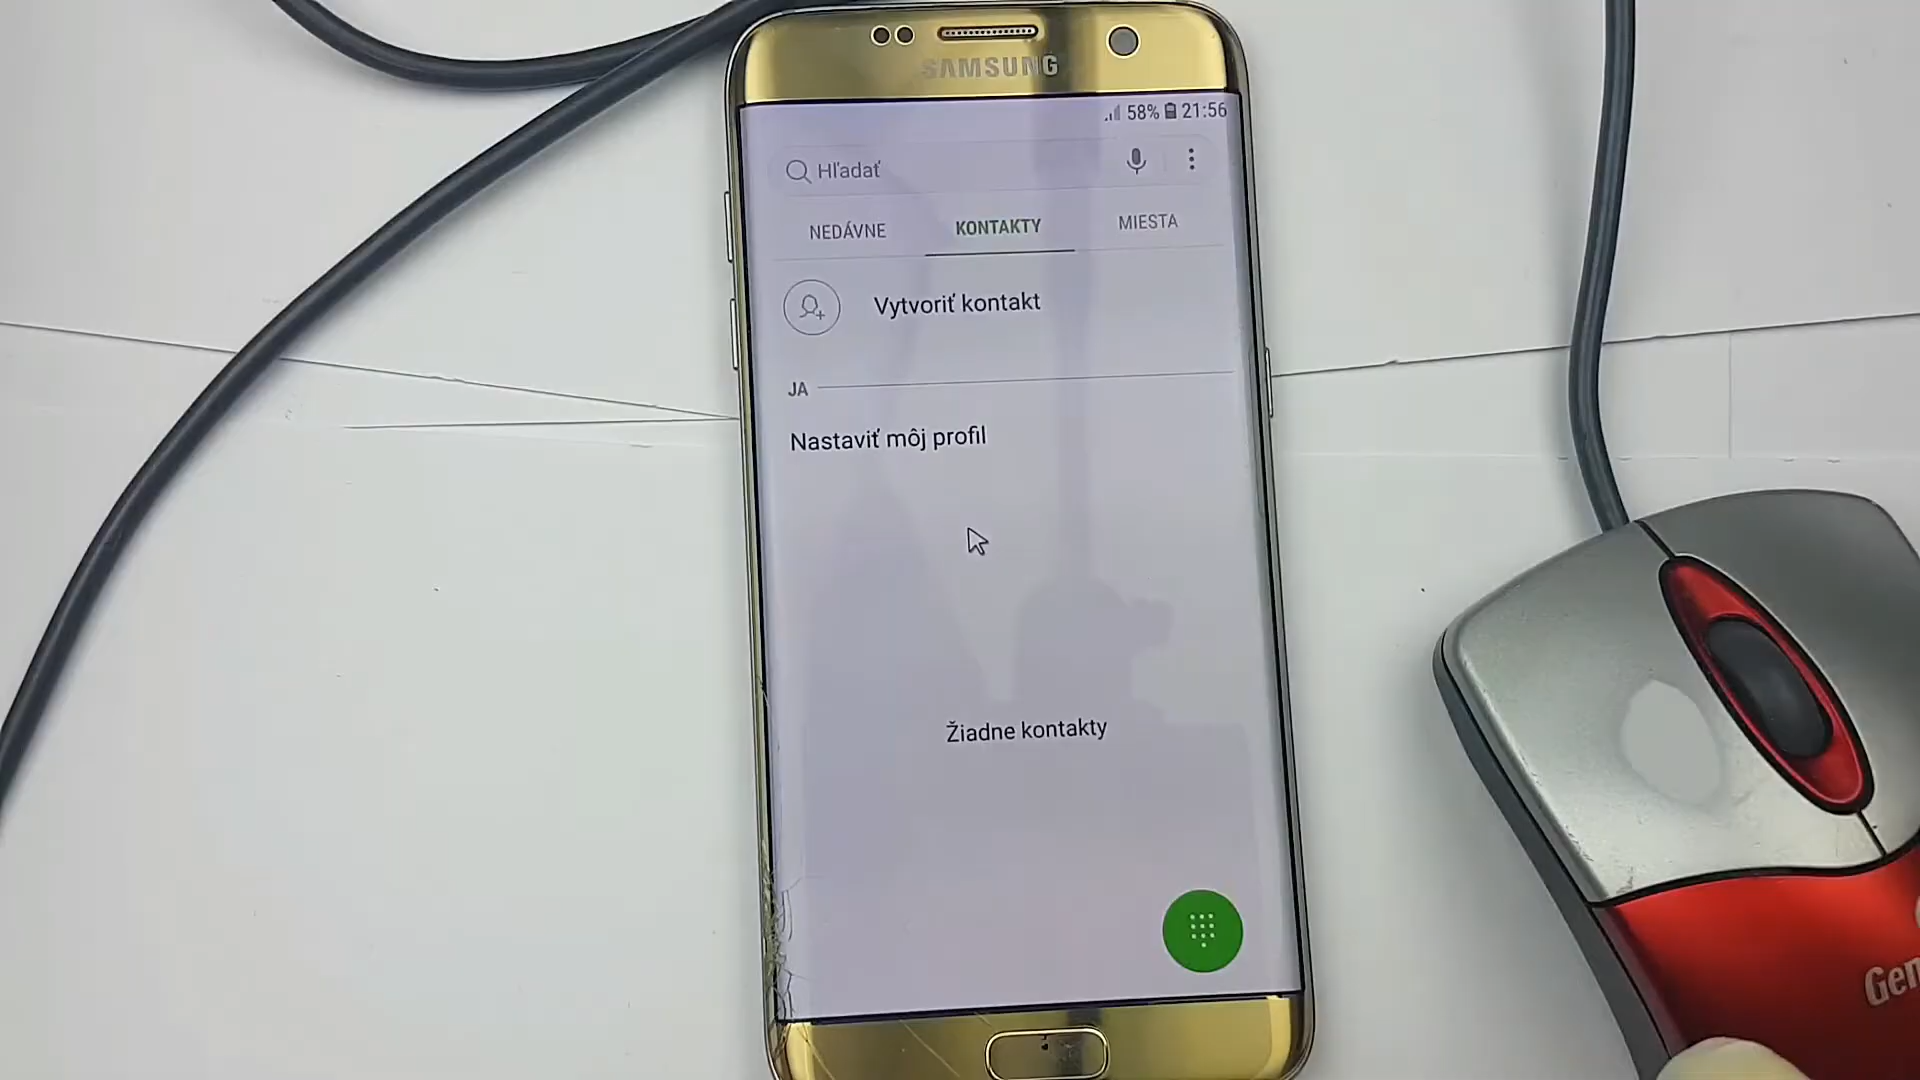 SAMSUNG
58% 21:56
Hľadať
NEDÁVNE KONTAKTY MIESTA
Vytvoriť kontakt
JA
Nastaviť môj profil
Žiadne kontakty
Gen